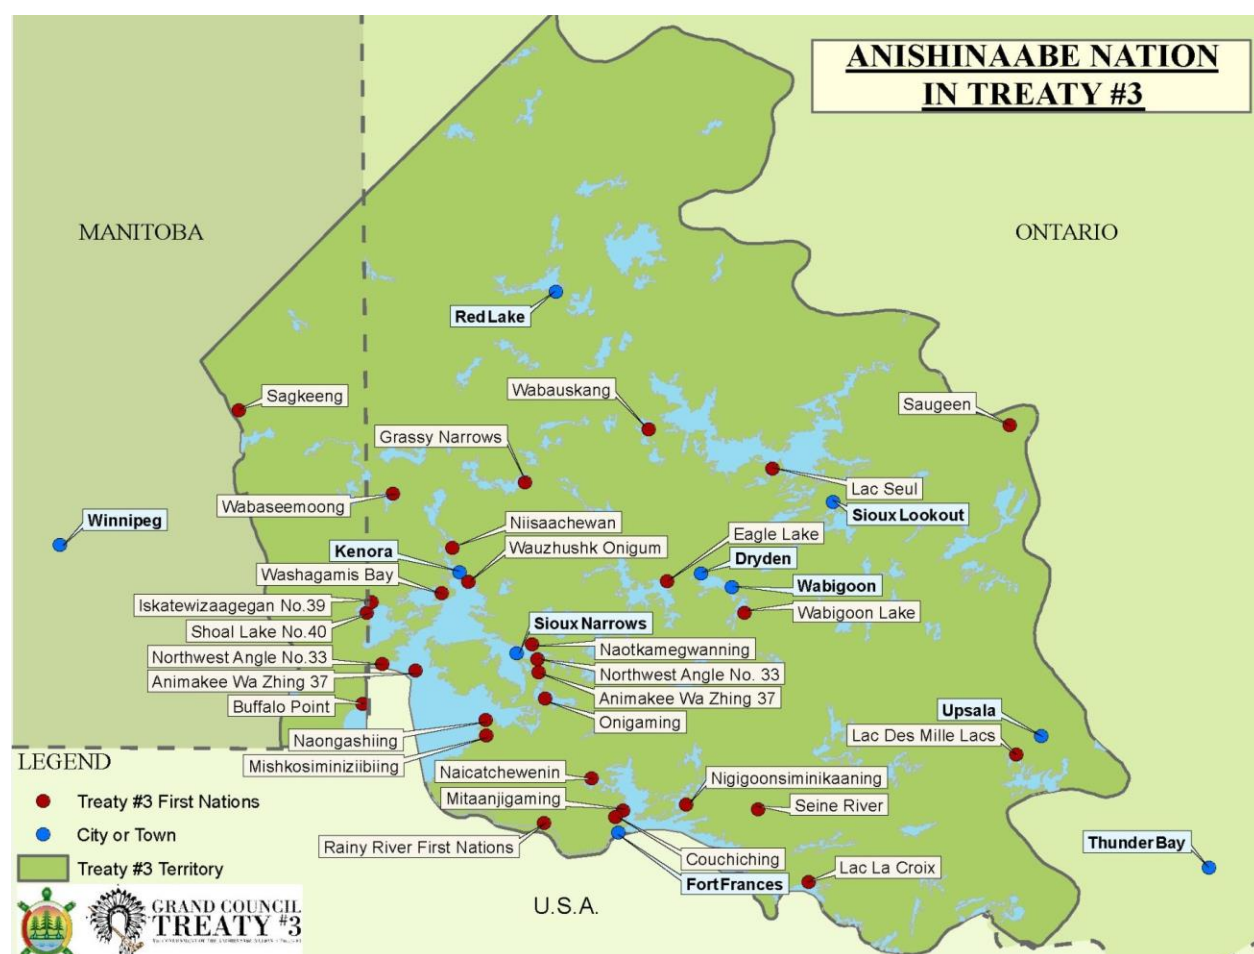 ANISHINAABE NATION
IN TREATY #3
MANITOBA
ONTARIO
Red Lake
Sagkeeng
Wabauskang
Saugeen
Grassy Narrows
Lac Seul
Wabaseemoong
Sioux Lookout
Winnipeg
Niisaachewan
Eagle Lake
Kenora
Wauzhushk Onigum
Dryden
Washagamis Bay
Wabigoon
Iskatewizaagegan No.39
Wabigoon Lake
Shoal Lake No.40
Sioux Narrows
Naotkamegwanning
Northwest Angle No.33
Northwest Angle No. 33
Animakee Wa Zhing 37
Animakee Wa Zhing 37
Buffalo Point
Onigaming
Upsala
Naongashiing
Lac Des Mille Lacs
Mishkosiminiziibiing
Naicatchewenin
Nigigoonsiminikaaning
Mitaanjigaming
Seine River
Rainy River First Nations
Couchiching
Thunder Bay
Fort Frances
Lac La Croix
U.S.A.
LEGEND
Treaty #3 First Nations
City or Town
Treaty #3 Territory
GRAND COUNCIL
TREATY #3